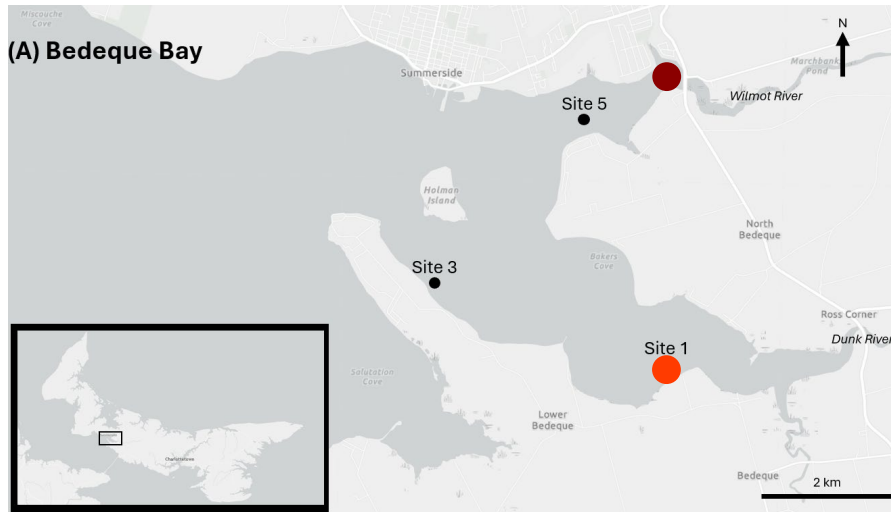 Miscouche
Cove
(A) Bedeque Bay
N
Summerside
Marchbank
Pond
Wilmot River
Site 5
Holman
Island
North
Bedeque
Bakers
Cove
Site 3
Ross Corner
Dunk River
Site 1
Salutation
Cove
Lower
Bedeque
Charlottetown
Bedeque
2 km